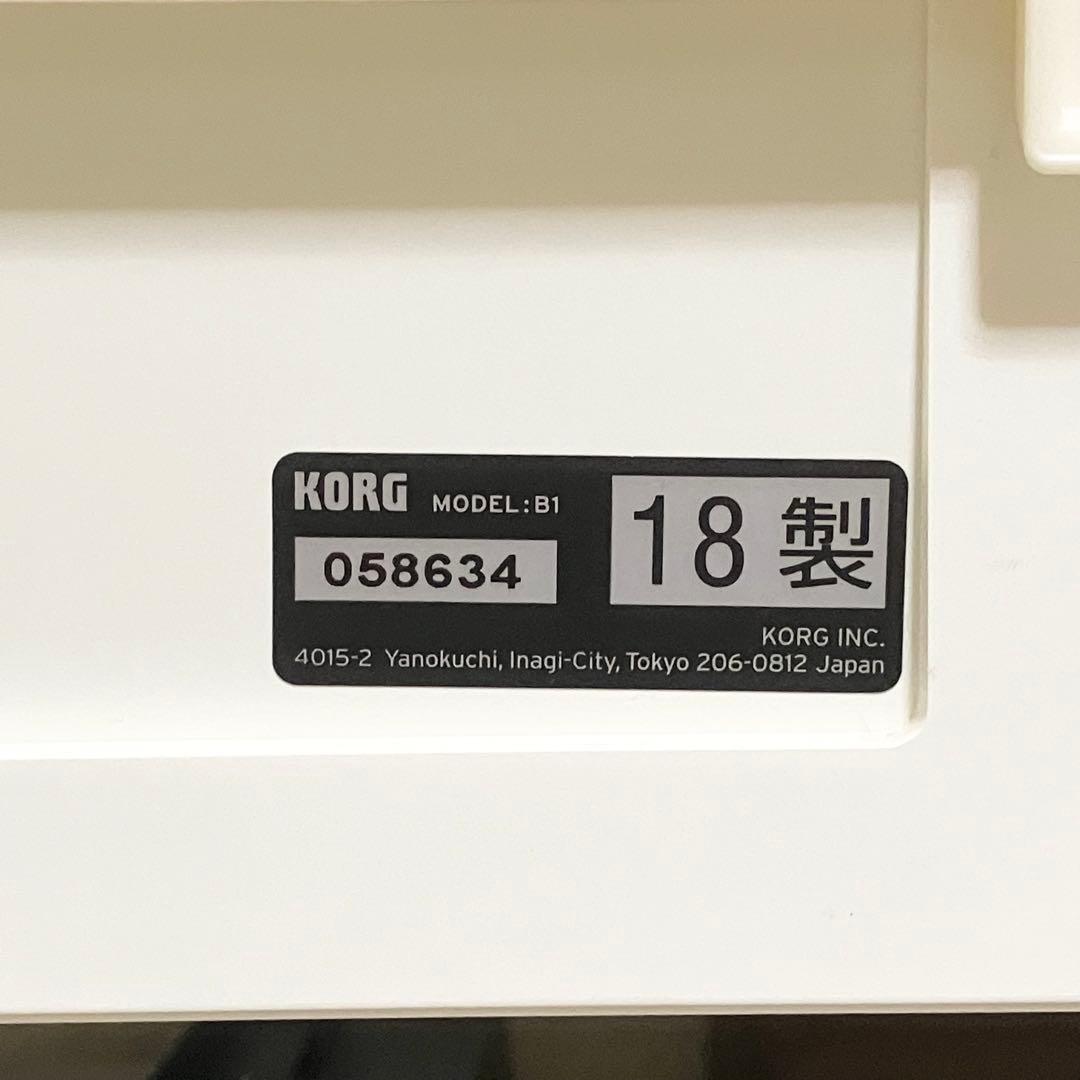 KORG MODEL:B1
058634
18 製
KORG INC.
4015-2 Yanokuchi, Inagi-City, Tokyo 206-0812 Japan